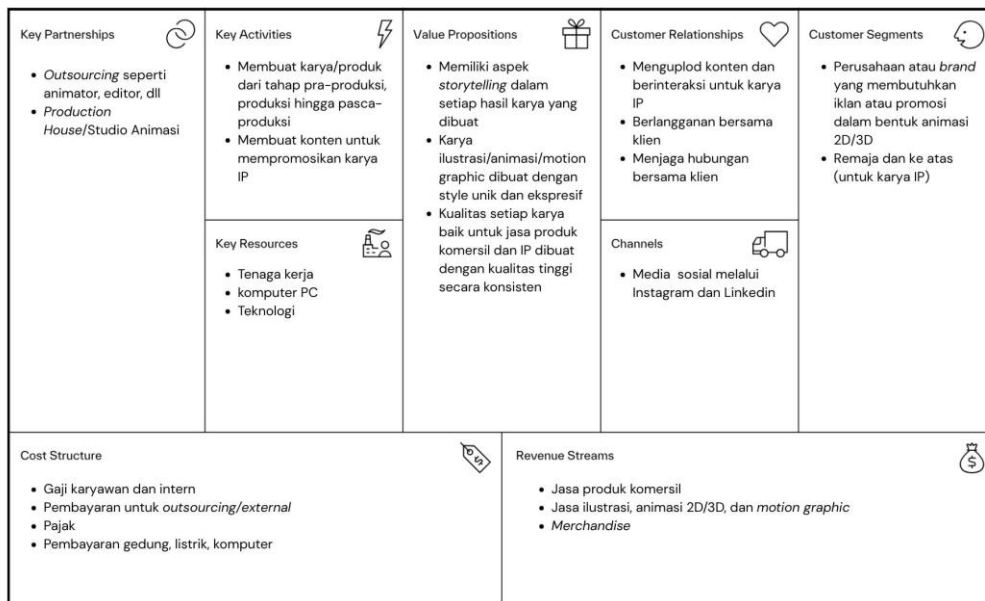 Key Partnerships
Outsourcing seperti
animator, editor, dll
Production
House/Studio Animasi
Key Activities
Membuat karya/produk
dari tahap pra-produksi,
produksi hingga pasca-
produksi
Membuat konten untuk
mempromosikan karya
IP
Key Resources
Tenaga kerja
komputer PC
Teknologi
Value Propositions
Memiliki aspek
storytelling dalam
setiap hasil karya yang
dibuat
Karya
ilustrasi/animasi/motion
graphic dibuat dengan
style unik dan ekspresif
Kualitas setiap karya
baik untuk jasa produk
komersil dan IP dibuat
dengan kualitas tinggi
secara konsisten
Customer Relationships
Menguplod konten dan
berinteraksi untuk karya
IP
Berlangganan bersama
klien
Menjaga hubungan
bersama klien
Channels
Media sosial melalui
Instagram dan Linkedin
Customer Segments
Perusahaan atau brand
yang membutuhkan
iklan atau promosi
dalam bentuk animasi
2D/3D
Remaja dan ke atas
(untuk karya IP)
Cost Structure
Gaji karyawan dan intern
Pembayaran untuk outsourcing/external
Pajak
Pembayaran gedung, listrik, komputer
Revenue Streams
Jasa produk komersil
Jasa ilustrasi, animasi 2D/3D, dan motion graphic
Merchandise